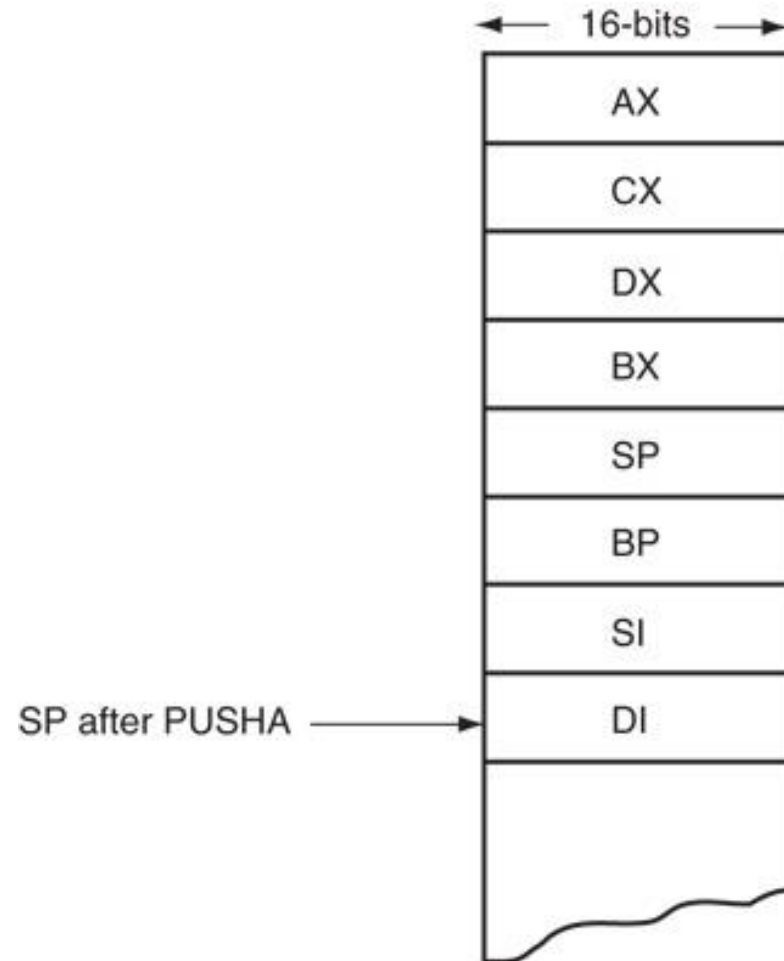 16-bits
AX
CX
DX
BX
SP
BP
SI
SP after PUSHA
DI